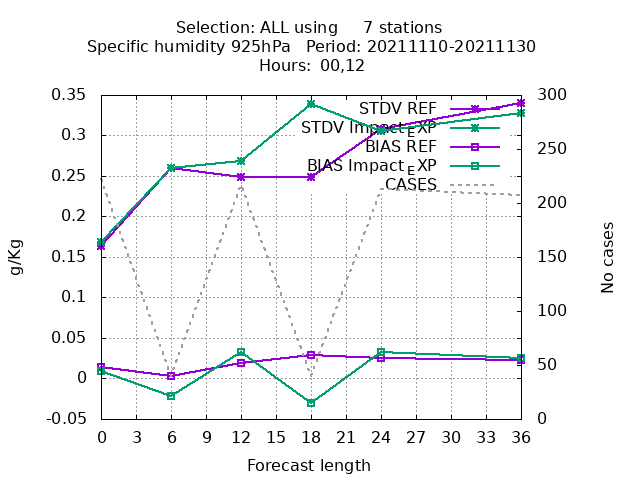 Selection: ALL using     7 stations
Specific humidity 925hPa   Period: 20211110-20211130
Hours: 00,12
0.35
0.3
0.25
0.2
0.15
0.1
0.05
0
-0.05
g/Kg
STDV REF
STDV Impact_EXP
BIAS REF
BIAS Impact_EXP
CASES
300
250
200
150
100
50
0
No cases
0 3 6 9 12 15 18 21 24 27 30 33 36
Forecast length